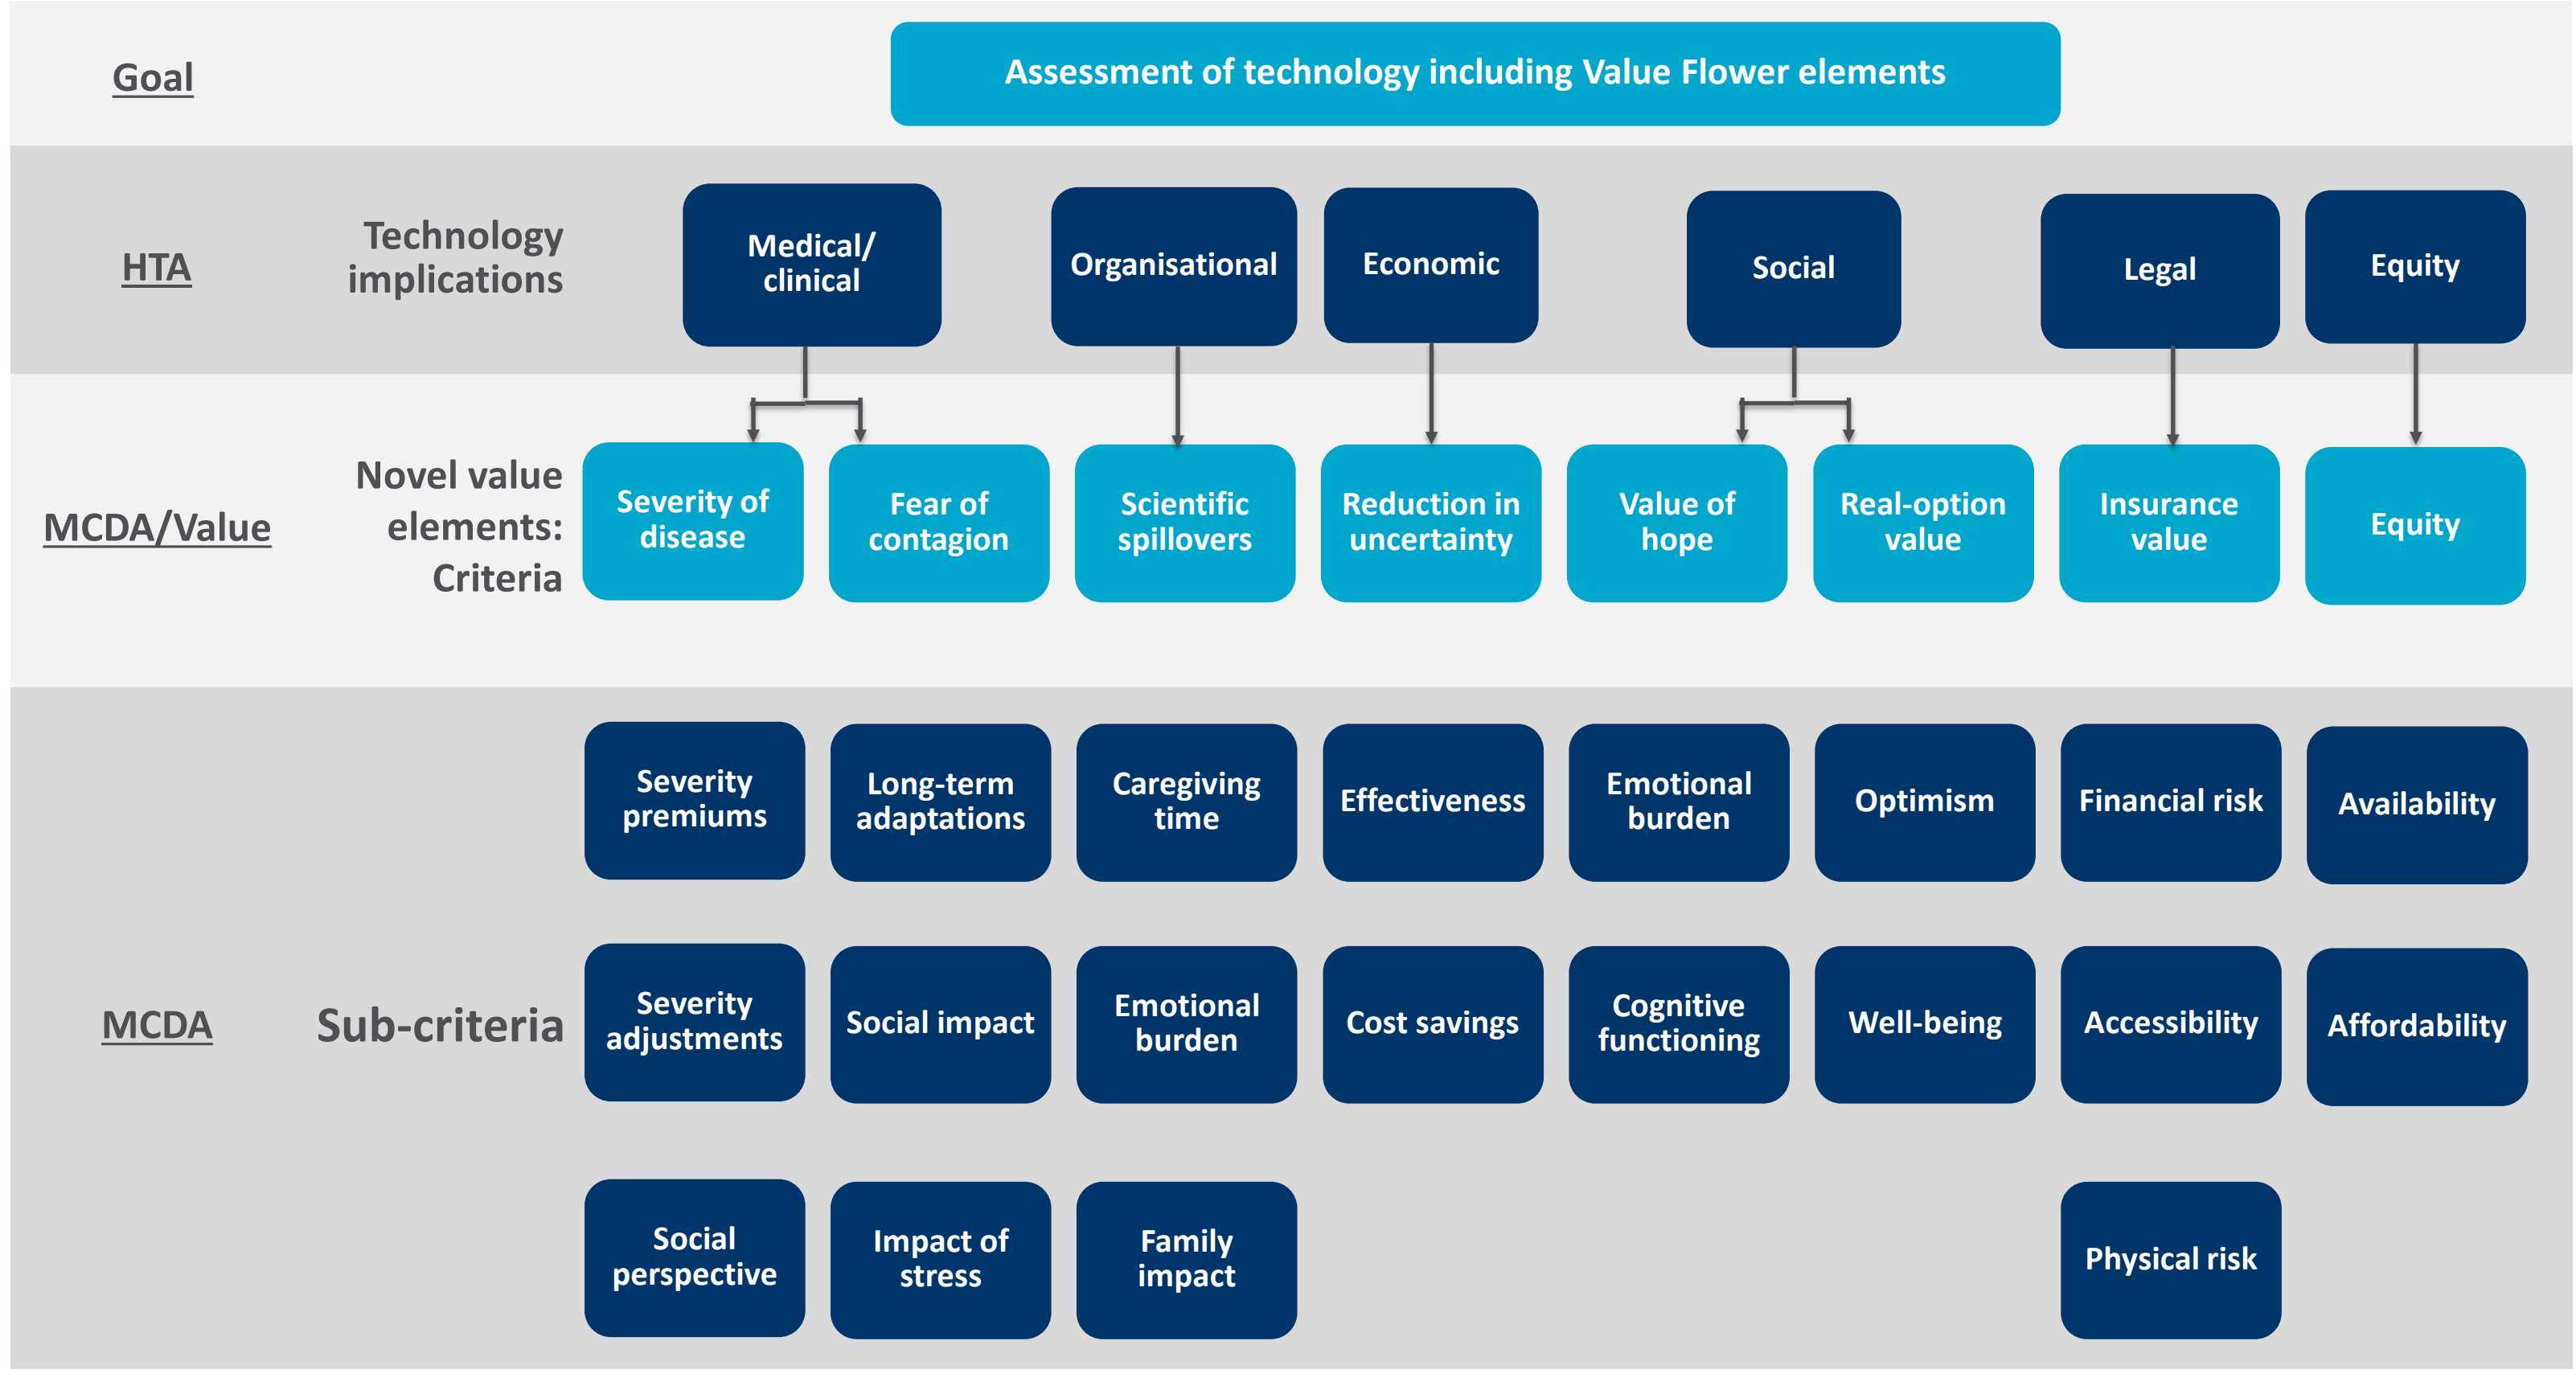 Goal
Assessment of technology including Value Flower elements
HTA
Technology
implications
Medical/
clinical
Organisational
Economic
Social
Legal
Equity
MCDA/Value
Novel value
elements:
Criteria
Severity of
disease
Fear of
contagion
Scientific
spillovers
Reduction in
uncertainty
Value of
hope
Real-option
value
Insurance
value
Equity
MCDA
Sub-criteria
Severity
premiums
Long-term
adaptations
Caregiving
time
Effectiveness
Emotional
burden
Optimism
Financial risk
Availability
Severity
adjustments
Social impact
Emotional
burden
Cost savings
Cognitive
functioning
Well-being
Accessibility
Affordability
Social
perspective
Impact of
stress
Family
impact
Physical risk